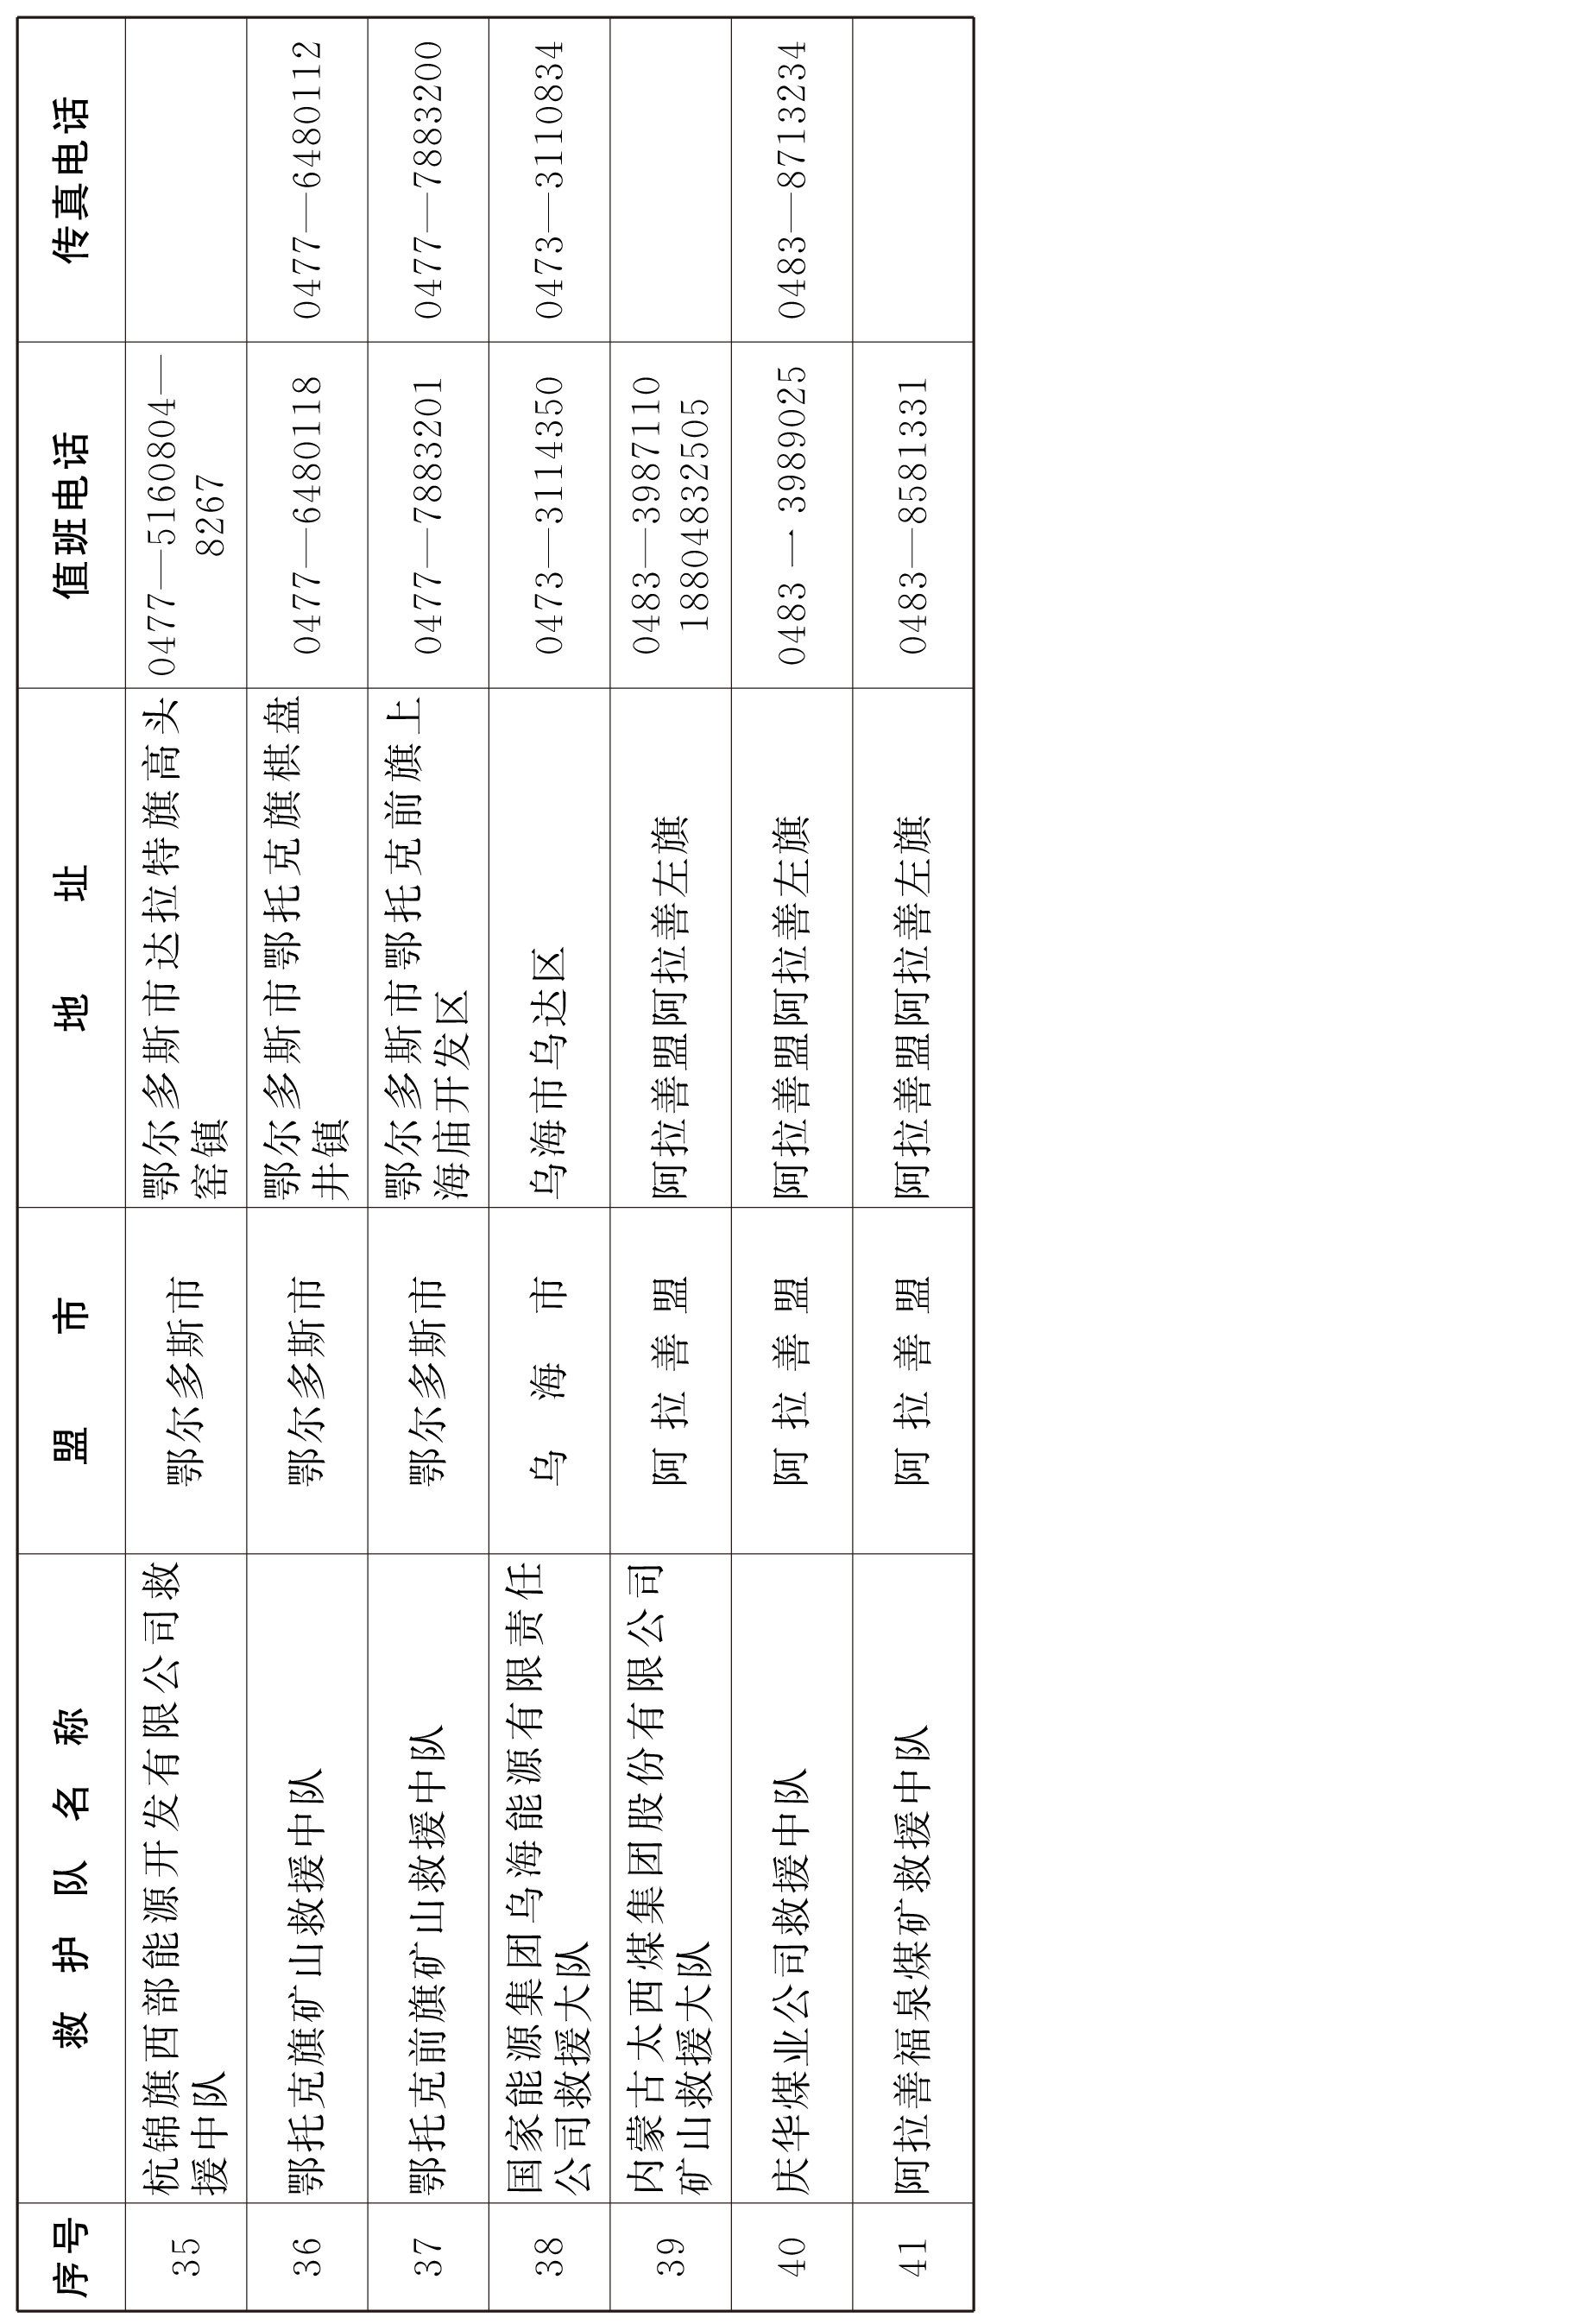 序号 救护队名称 盟市 地址 值班电话 传真电话
35 杭锦旗西部能源开发有限公司救 鄂尔多斯市 鄂尔多斯市达拉特旗高头 0477—5160804—
援中队 窑镇 8267
36 鄂托克旗矿山救援中队 鄂尔多斯市 鄂尔多斯市鄂托克旗棋盘 0477—6480118 0477—6480112
井镇
37 鄂托克前旗矿山救援中队 鄂尔多斯市 鄂尔多斯市鄂托克前旗上 0477—7883201 0477—7883200
海庙开发区
38 国家能源集团乌海能源有限责任 乌海市 乌海市乌达区 0473—3114350 0473—3110834
公司救援大队
39 内蒙古太西煤集团股份有限公司 阿拉善盟 阿拉善盟阿拉善左旗 0483—3987110
矿山救援大队 18804832505
40 庆华煤业公司救援中队 阿拉善盟 阿拉善盟阿拉善左旗 0483一3989025 0483—8713234
41 阿拉善福泉煤矿救援中队 阿拉善盟 阿拉善盟阿拉善左旗 0483—8581331